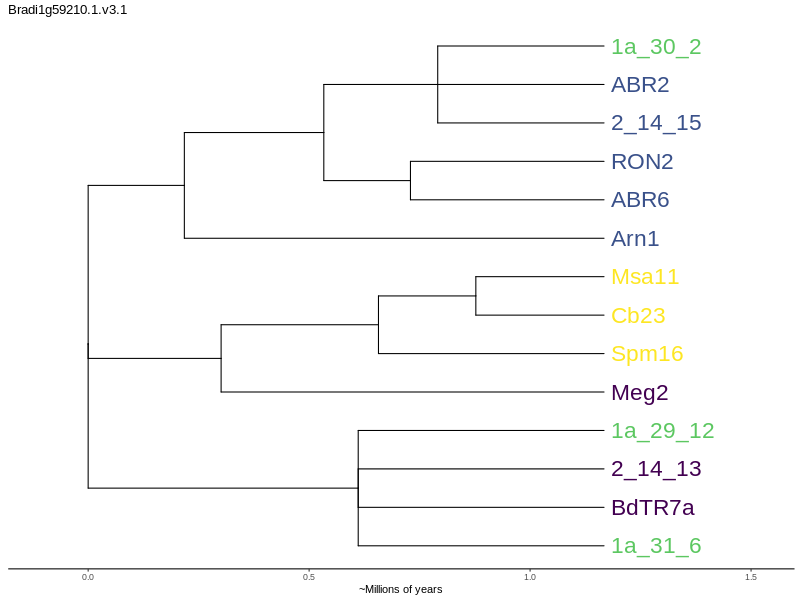 Bradi1g59210.1.v3.1
1a_30_2
ABR2
2_14_15
RON2
ABR6
Arn1
Msa11
Cb23
Spm16
Meg2
1a_29_12
2_14_13
BdTR7a
1a_31_6
0.0 0.5 1.0 1.5
~Millions of years